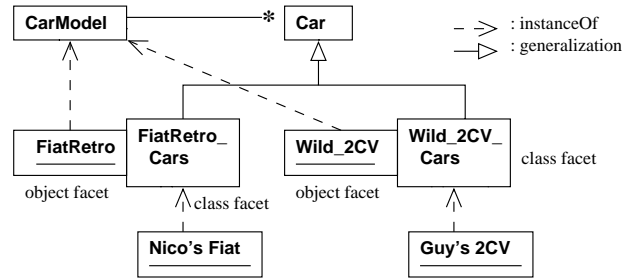 CarModel
*
Car
: instanceOf
: generalization
FiatRetro
FiatRetro_
Cars
Wild_2CV
Wild_2CV_
Cars
class facet
object facet
class facet
object facet
Nico's Fiat
Guy's 2CV